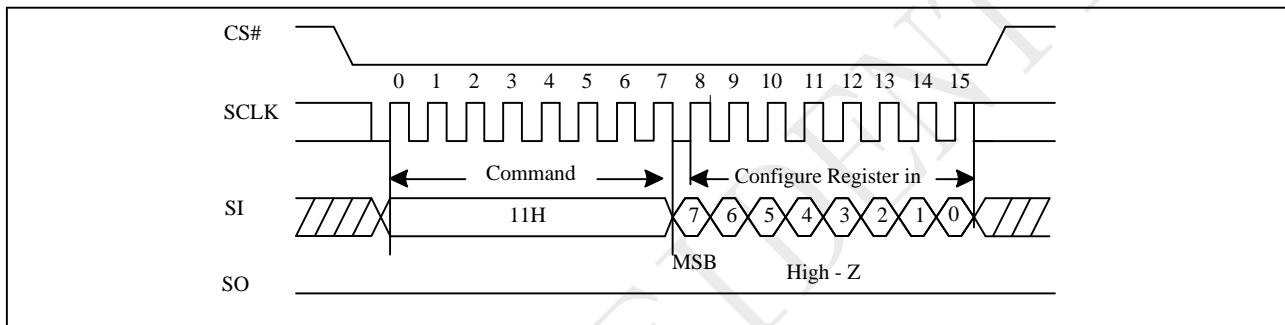 CS#
0 1 2 3 4 5 6 7 8 9 10 11 12 13 14 15
SCLK
Command
Configure Register in
SI
11H
7 6 5 4 3 2 1 0
MSB
High - Z
SO